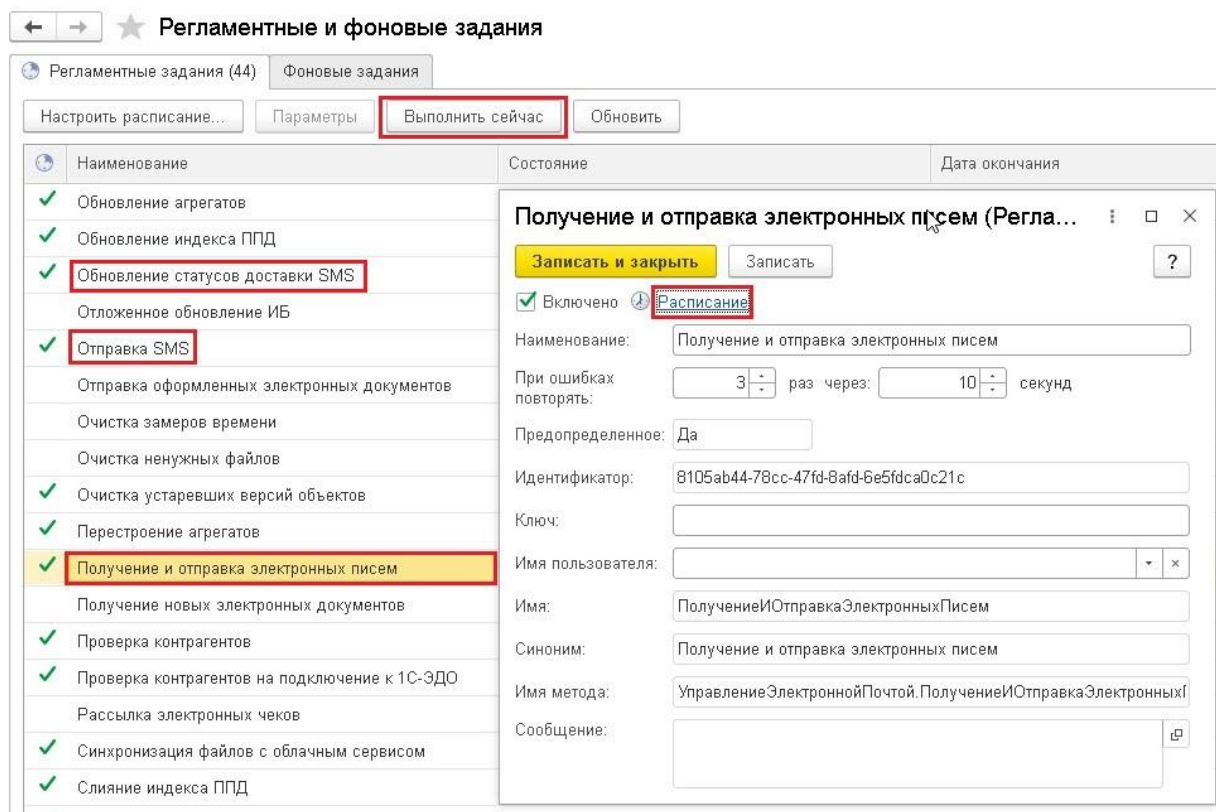 Регламентные и фоновые задания
Регламентные задания (44)
Фоновые задания
Настроить расписание...
Параметры
Выполнить сейчас
Обновить
Наименование
Состояние
Дата окончания
Обновление агрегатов
Обновление индекса ППД
Обновление статусов доставки SMS
Отложенное обновление ИБ
Отправка SMS
Отправка оформленных электронных документов
Очистка замеров времени
Очистка ненужных файлов
Очистка устаревших версий объектов
Перестроение агрегатов
Получение и отправка электронных писем
Получение новых электронных документов
Проверка контрагентов
Проверка контрагентов на подключение к 1С-ЭДО
Рассылка электронных чеков
Синхронизация файлов с облачным сервисом
Слияние индекса ППД
Получение и отправка электронных писем (Регла...
Записать и закрыть
Записать
?
Включено
Расписание
Наименование: Получение и отправка электронных писем
При ошибках повторять: 3 раз через: 10 секунд
Предопределенное: Да
Идентификатор: 8105ab44-78cc-47fd-8afd-6e5fdca0c21c
Ключ:
Имя пользователя:
Имя: ПолучениеИОтправкаЭлектронныхПисем
Синоним: Получение и отправка электронных писем
Имя метода: УправлениеЭлектроннойПочтой.ПолучениеИОтправкаЭлектронныхП
Сообщение: